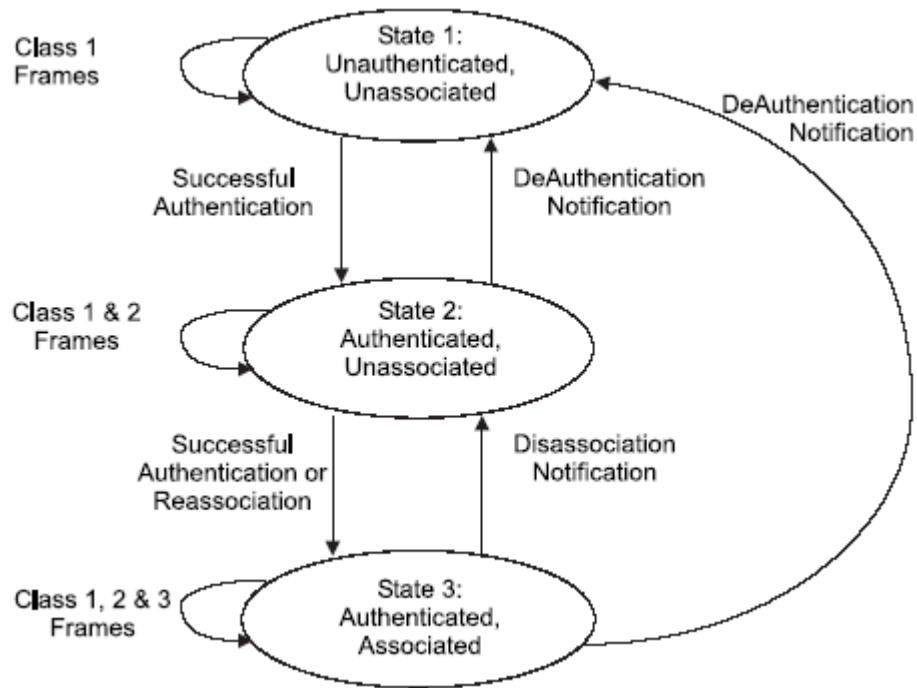 Class 1
Frames
State 1:
Unauthenticated,
Unassociated
DeAuthentication
Notification
Successful
Authentication
DeAuthentication
Notification
Class 1 & 2
Frames
State 2:
Authenticated,
Unassociated
Successful
Authentication or
Reassociation
Disassociation
Notification
Class 1, 2 & 3
Frames
State 3:
Authenticated,
Associated